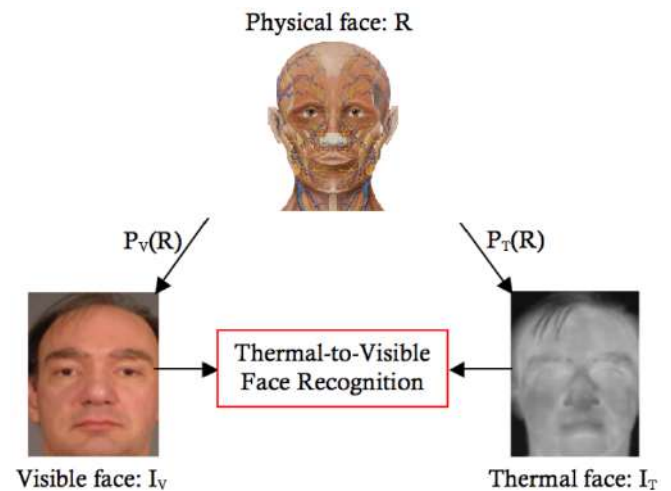 Physical face: R
P_V(R)
P_T(R)
Thermal-to-Visible
Face Recognition
Visible face: I_V
Thermal face: I_T